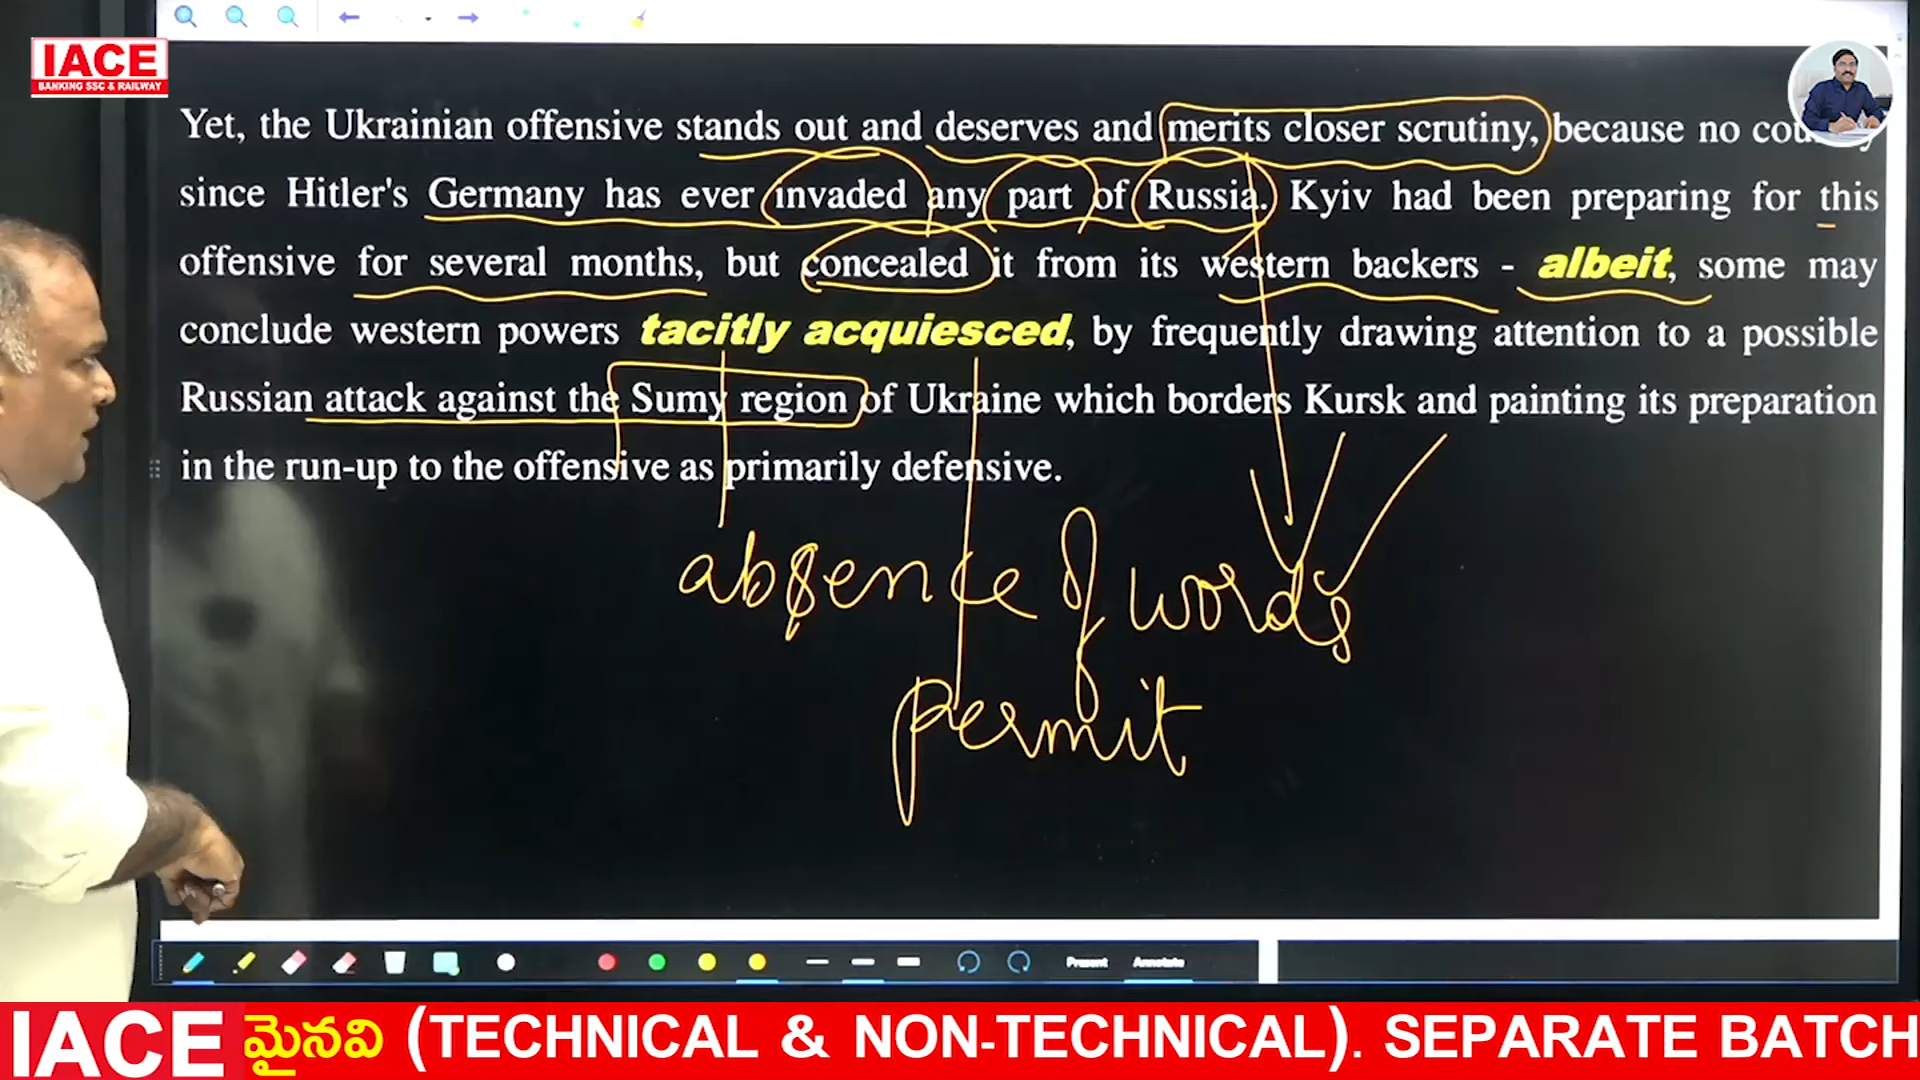 IACE
BANKING SSC & RAILWAY
Yet, the Ukrainian offensive stands out and deserves and merits closer scrutiny, because no
since Hitler's Germany has ever invaded any part of Russia. Kyiv had been preparing for this
offensive for several months, but concealed it from its western backers - albeit, some may
conclude western powers tacitly acquiesced, by frequently drawing attention to a possible
Russian attack against the Sumy region of Ukraine which borders Kursk and painting its preparation
in the run-up to the offensive as primarily defensive.
absence of words
permit
Present Annotate
IACE మైనవి (TECHNICAL & NON-TECHNICAL). SEPARATE BATCH